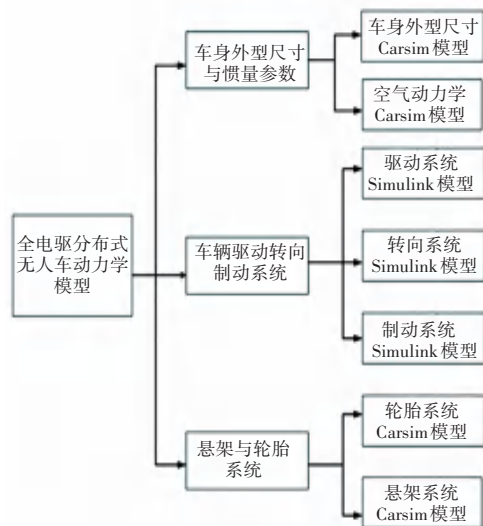 全电驱分布式
无人车动力学
模型
车身外型尺寸
与惯量参数
车身外型尺寸
Carsim模型
空气动力学
Carsim模型
车辆驱动转向
制动系统
驱动系统
Simulink模型
转向系统
Simulink模型
制动系统
Simulink模型
悬架与轮胎
系统
轮胎系统
Carsim模型
悬架系统
Carsim模型